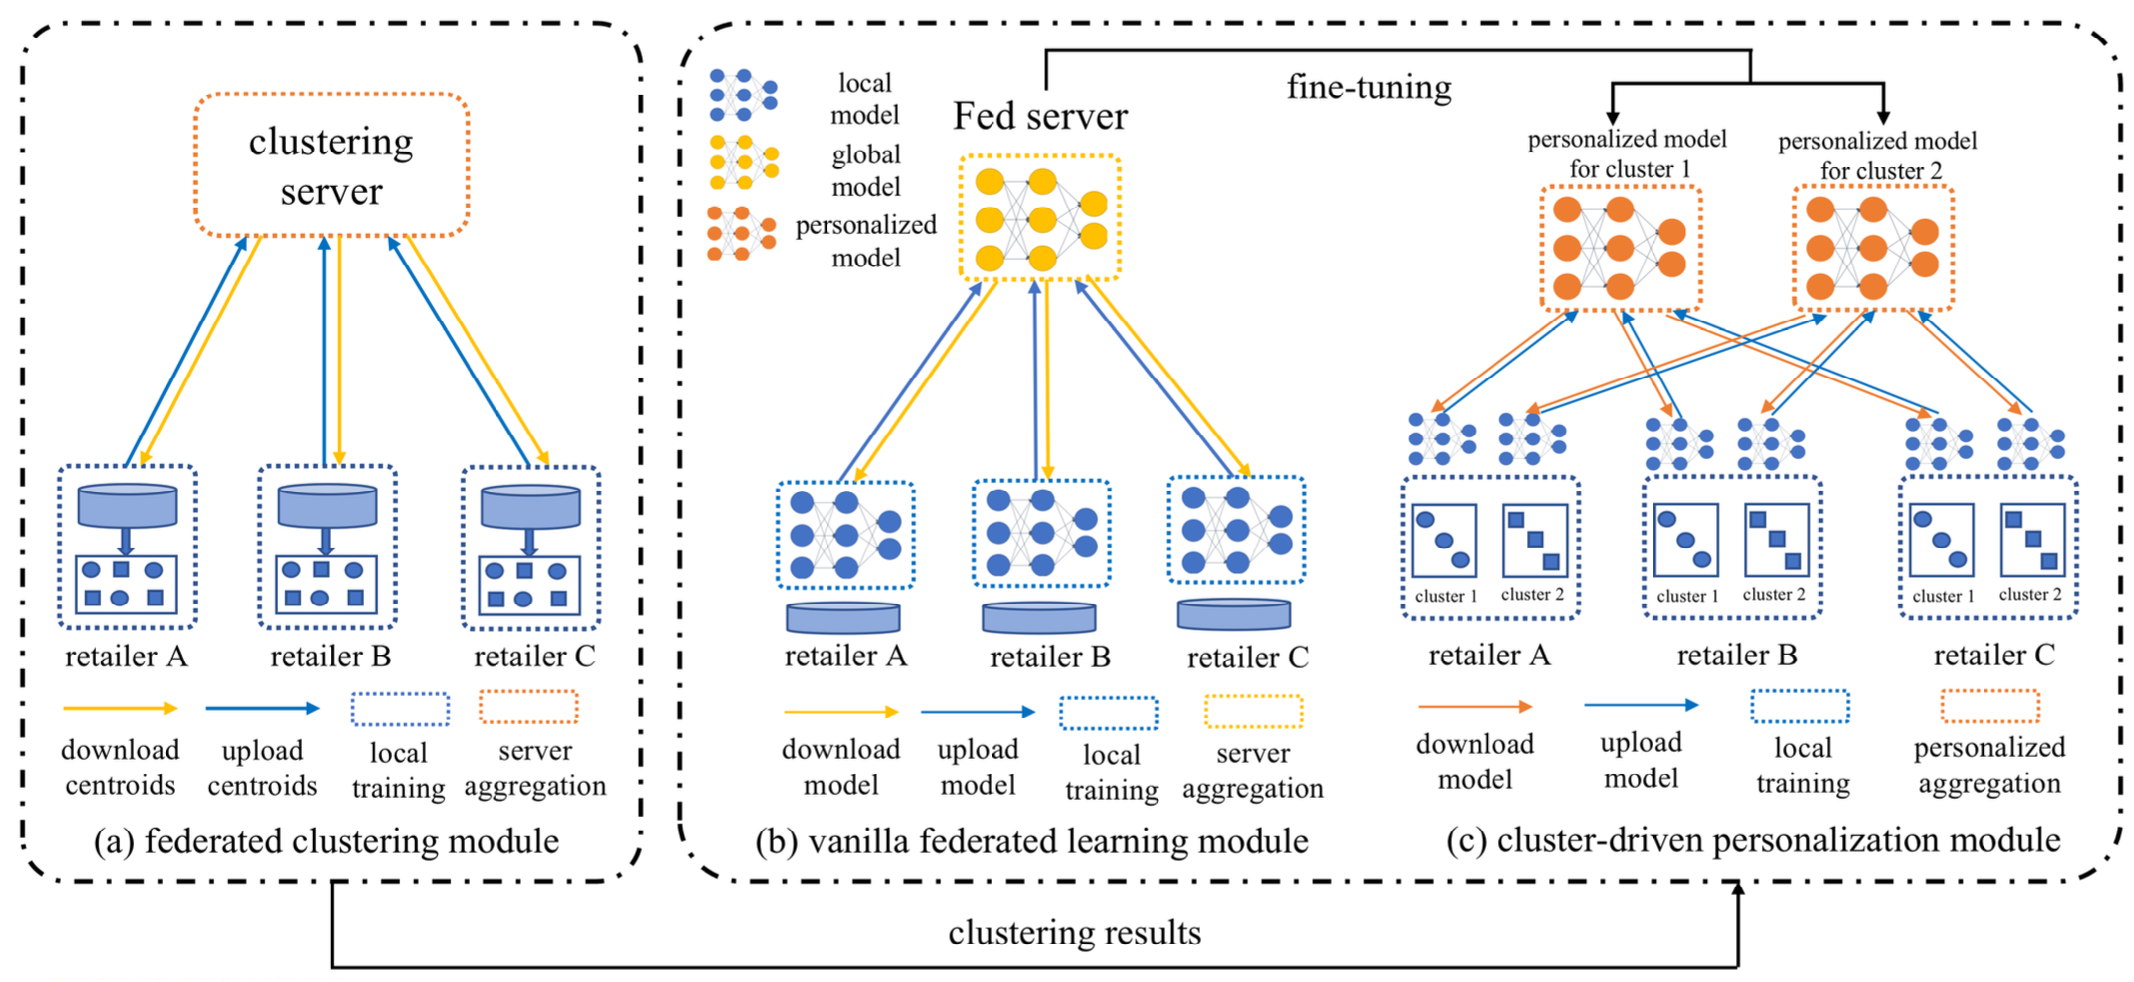 clustering
server
retailer A
retailer B
retailer C
download
centroids
upload
centroids
local
training
server
aggregation
(a) federated clustering module
local
model
global
model
personalized
model
Fed server
fine-tuning
retailer A
retailer B
retailer C
download
model
upload
model
local
training
server
aggregation
(b) vanilla federated learning module
personalized model
for cluster 1
personalized model
for cluster 2
cluster 1
cluster 2
cluster 1
cluster 2
cluster 1
cluster 2
retailer A
retailer B
retailer C
download
model
upload
model
local
training
personalized
aggregation
(c) cluster-driven personalization module
clustering results